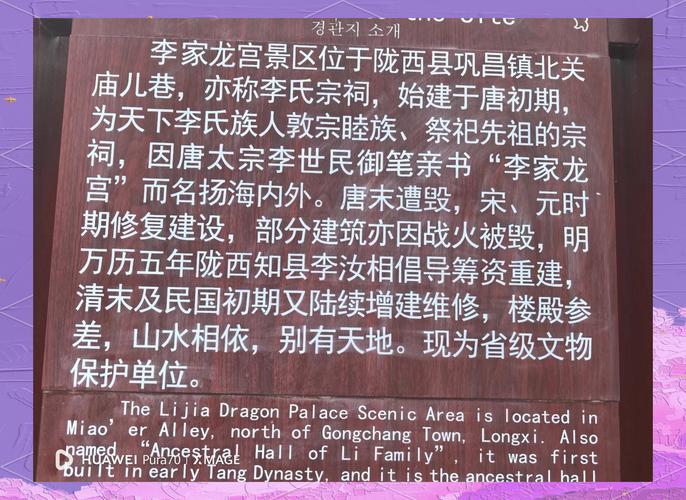 the Site
경관지 소개
李家龙宫景区位于陇西县巩昌镇北关
庙儿巷，亦称李氏宗祠，始建于唐初期，
为天下李氏族人敦宗睦族、祭祀先祖的宗
祠，因唐太宗李世民御笔亲书“李家龙
宫”而名扬海内外。唐末遭毁，宋、元时
期修复建设，部分建筑亦因战火被毁，明
万历五年陇西知县李汝相倡导筹资重建，
清末及民国初期又陆续增建维修，楼殿参
差，山水相依，别有天地。现为省级文物
保护单位。
The Lijia Dragon Palace Scenic Area is located in
Miao’er Alley, north of Gongchang Town, Longxi. Also
named “Ancestral Hall of Li Family”, it was first
built in early Tang Dynasty, and it is the ancestral hall
HUAWEI Pura70 XMAGE